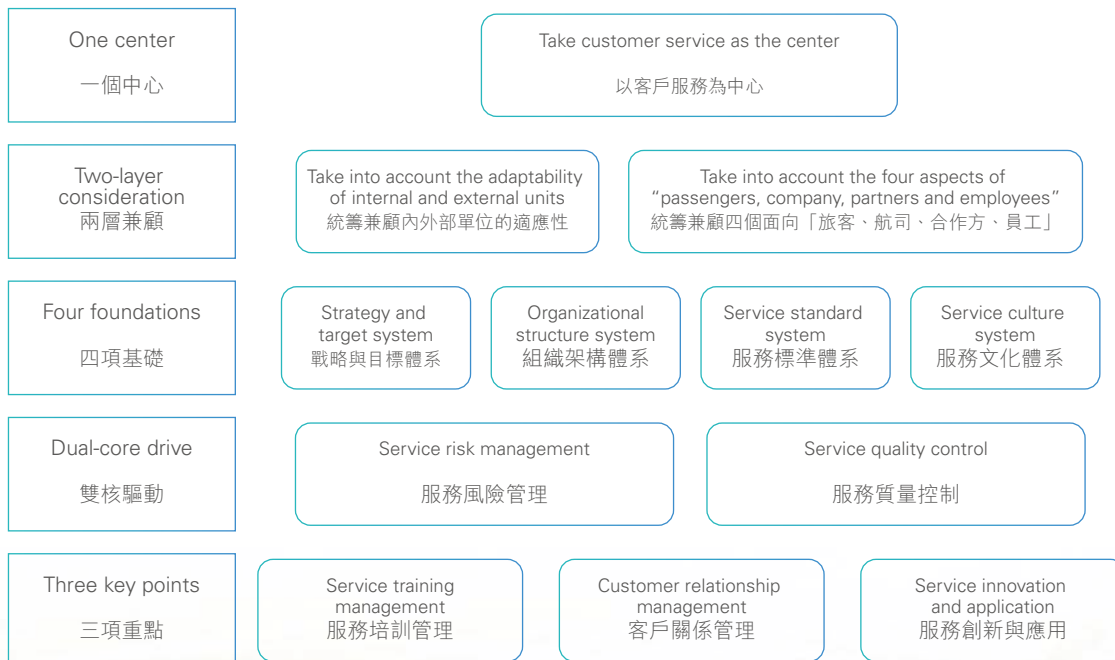 One center
一個中心
Take customer service as the center
以客戶服務為中心
Two-layer
consideration
兩層兼顧
Take into account the adaptability
of internal and external units
統籌兼顧內外部單位的適應性
Take into account the four aspects of
“passengers, company, partners and employees”
統籌兼顧四個面向「旅客、航司、合作方、員工」
Four foundations
四項基礎
Strategy and
target system
戰略與目標體系
Organizational
structure system
組織架構體系
Service standard
system
服務標準體系
Service culture
system
服務文化體系
Dual-core drive
雙核驅動
Service risk management
服務風險管理
Service quality control
服務質量控制
Three key points
三項重點
Service training
management
服務培訓管理
Customer relationship
management
客戶關係管理
Service innovation
and application
服務創新與應用